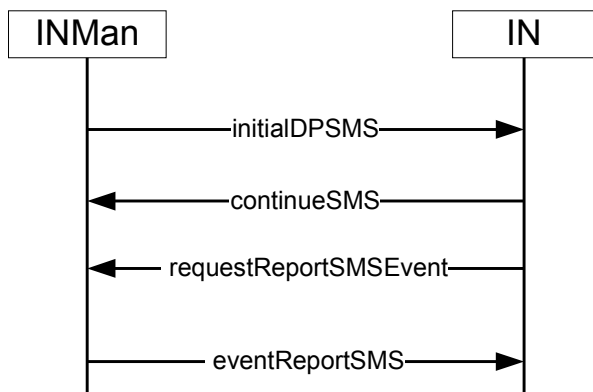 INMan
IN
initialDPSMS
continueSMS
requestReportSMSEvent
eventReportSMS